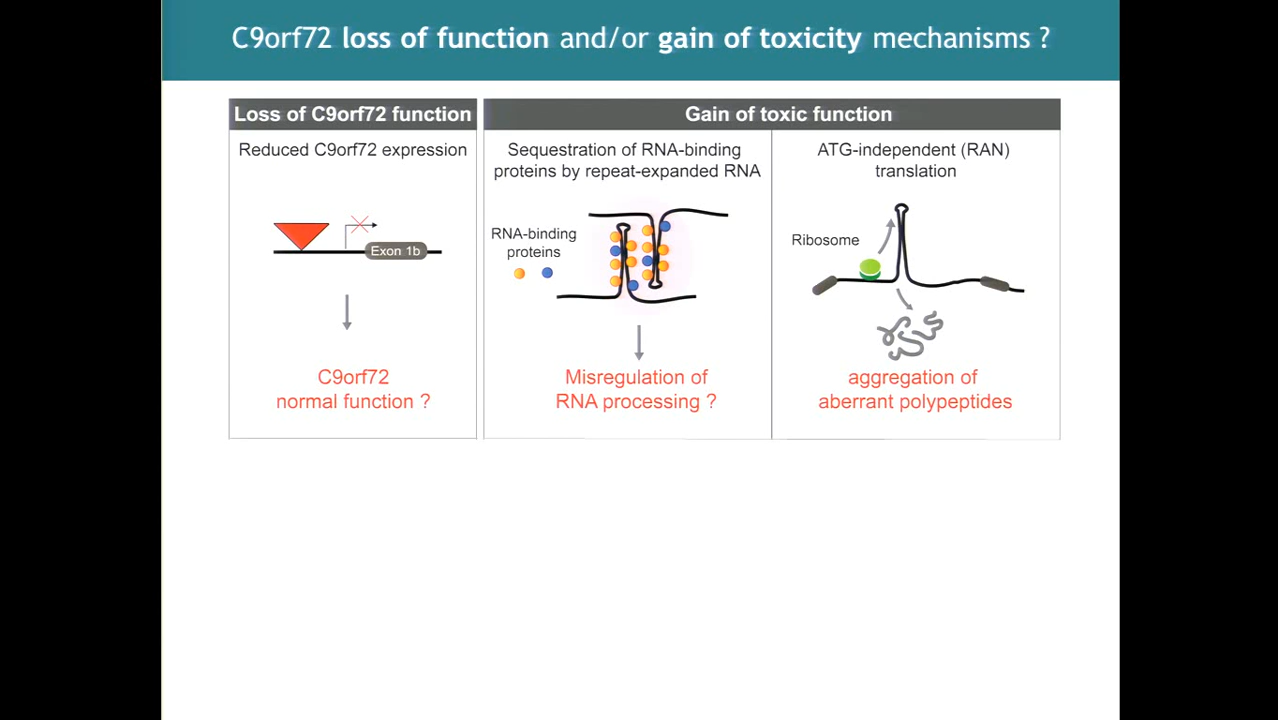 C9orf72 loss of function and/or gain of toxicity mechanisms ?
Loss of C9orf72 function
Reduced C9orf72 expression
Exon 1b
C9orf72
normal function ?
Gain of toxic function
Sequestration of RNA-binding
proteins by repeat-expanded RNA
RNA-binding
proteins
Misregulation of
RNA processing ?
ATG-independent (RAN)
translation
Ribosome
aggregation of
aberrant polypeptides